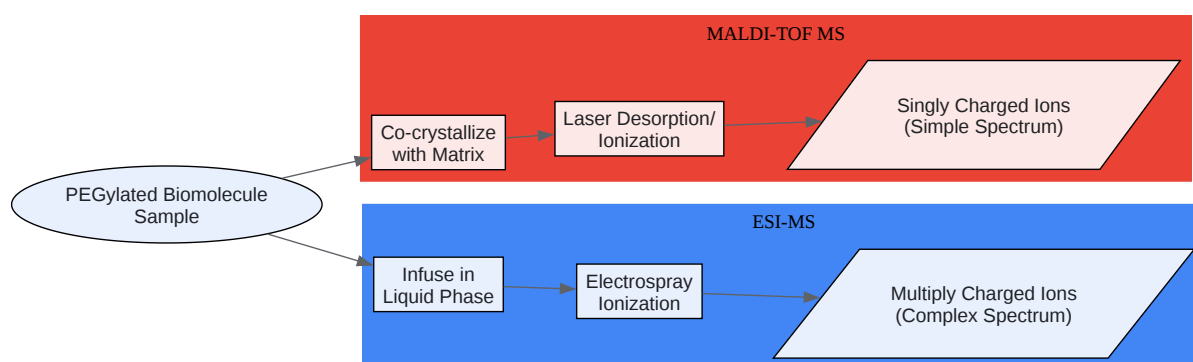 MALDI-TOF MS
Co-crystallize
with Matrix
Laser Desorption/
Ionization
Singly Charged Ions
(Simple Spectrum)
PEGylated Biomolecule
Sample
ESI-MS
Infuse in
Liquid Phase
Electrospray
Ionization
Multiply Charged Ions
(Complex Spectrum)